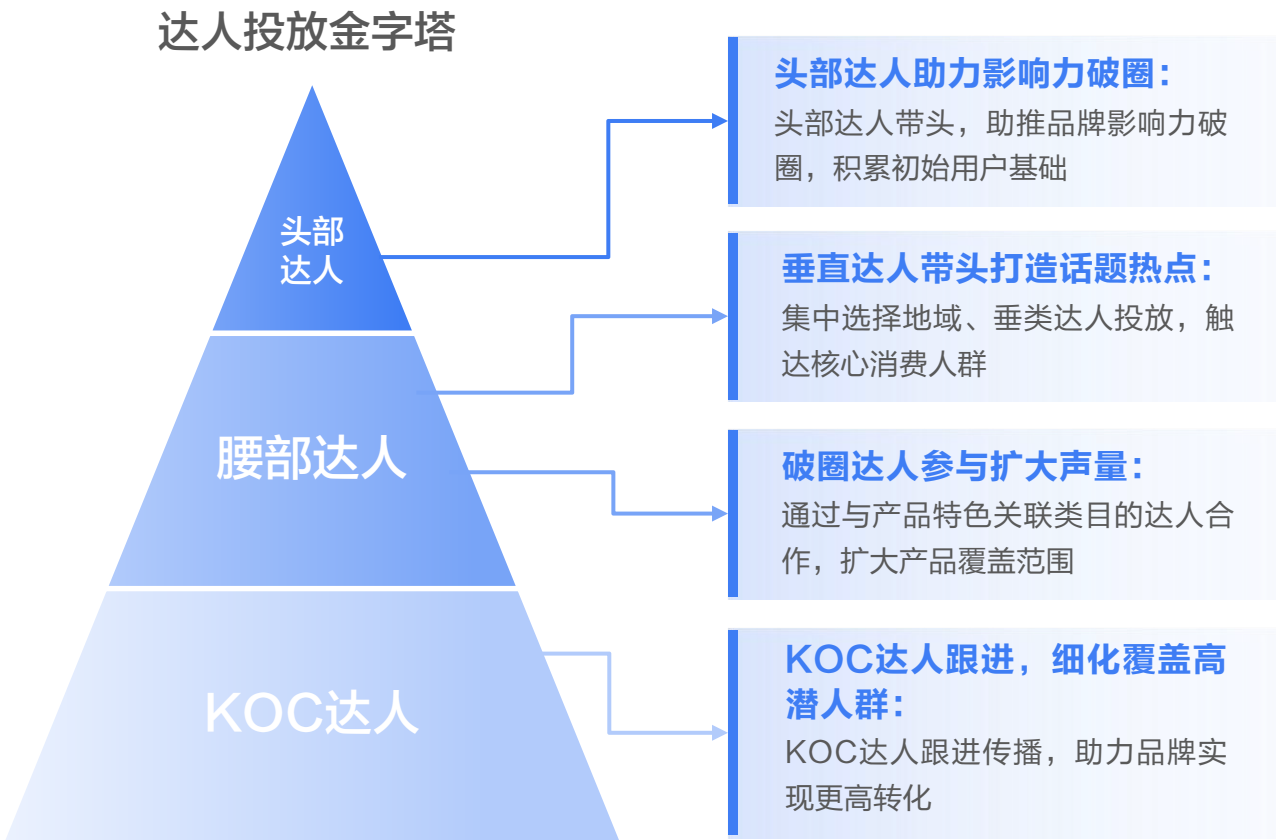 达人投放金字塔
头部
达人
腰部达人
KOC达人
头部达人助力影响力破圈：
头部达人带头，助推品牌影响力破
圈，积累初始用户基础
垂直达人带头打造话题热点：
集中选择地域、垂类达人投放，触
达核心消费人群
破圈达人参与扩大声量：
通过与产品特色关联类目的达人合
作，扩大产品覆盖范围
KOC达人跟进，细化覆盖高
潜人群：
KOC达人跟进传播，助力品牌实
现更高转化